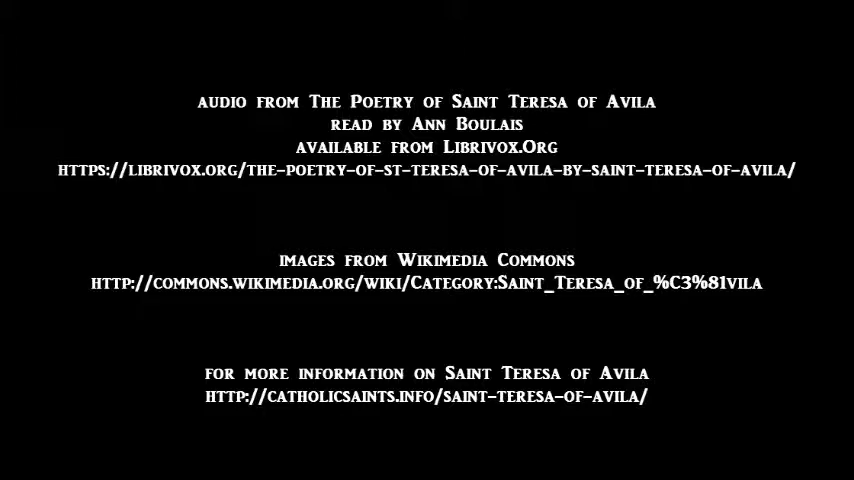 audio from The Poetry of Saint Teresa of Avila
read by Ann Boulais
available from Librivox.Org
https://librivox.org/the-poetry-of-st-teresa-of-avila-by-saint-teresa-of-avila/
images from Wikimedia Commons
http://commons.wikimedia.org/wiki/Category:Saint_Teresa_of_%C3%81vila
for more information on Saint Teresa of Avila
http://catholicsaints.info/saint-teresa-of-avila/